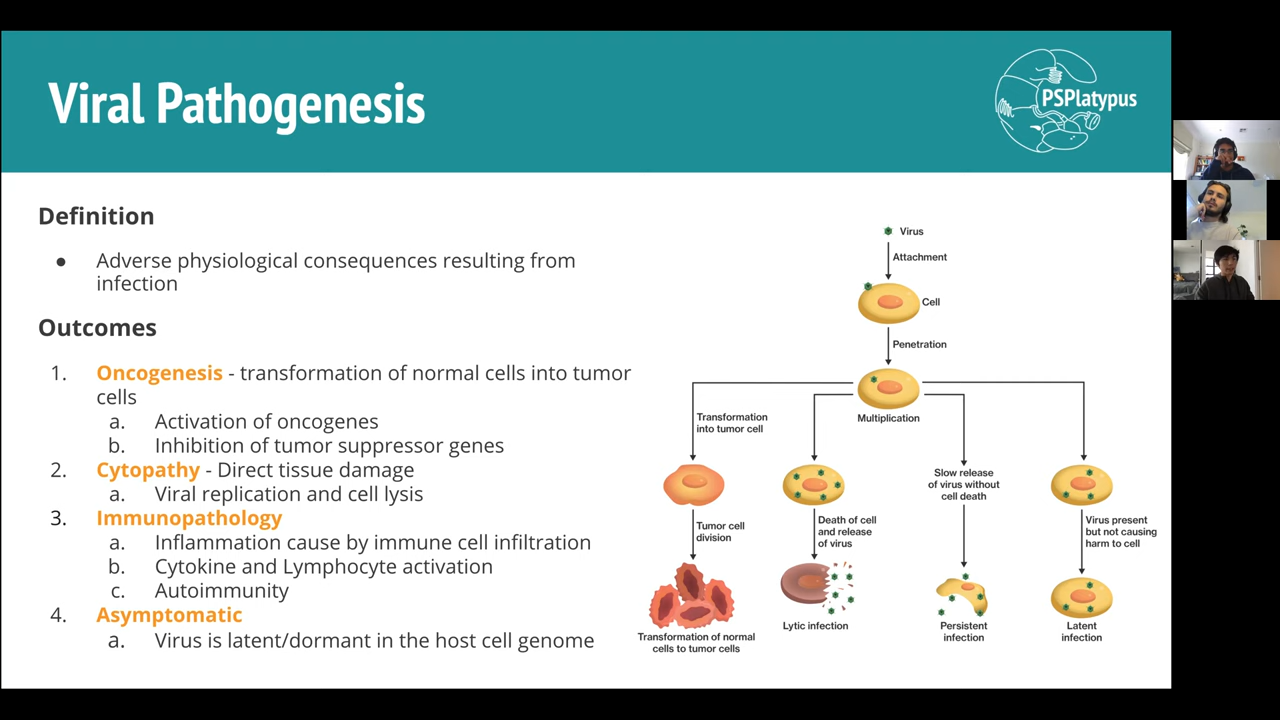 Viral Pathogenesis
PSPlatypus
Definition
● Adverse physiological consequences resulting from
infection
Outcomes
1. Oncogenesis - transformation of normal cells into tumor
cells
a. Activation of oncogenes
b. Inhibition of tumor suppressor genes
2. Cytopathy - Direct tissue damage
a. Viral replication and cell lysis
3. Immunopathology
a. Inflammation cause by immune cell infiltration
b. Cytokine and Lymphocyte activation
c. Autoimmunity
4. Asymptomatic
a. Virus is latent/dormant in the host cell genome
Virus
Attachment
Cell
Penetration
Multiplication
Transformation
into tumor cell
Slow release
of virus without
cell death
Tumor cell
division
Death of cell
and release
of virus
Virus present
but not causing
harm to cell
Transformation of normal
cells to tumor cells
Lytic infection
Persistent
infection
Latent
infection